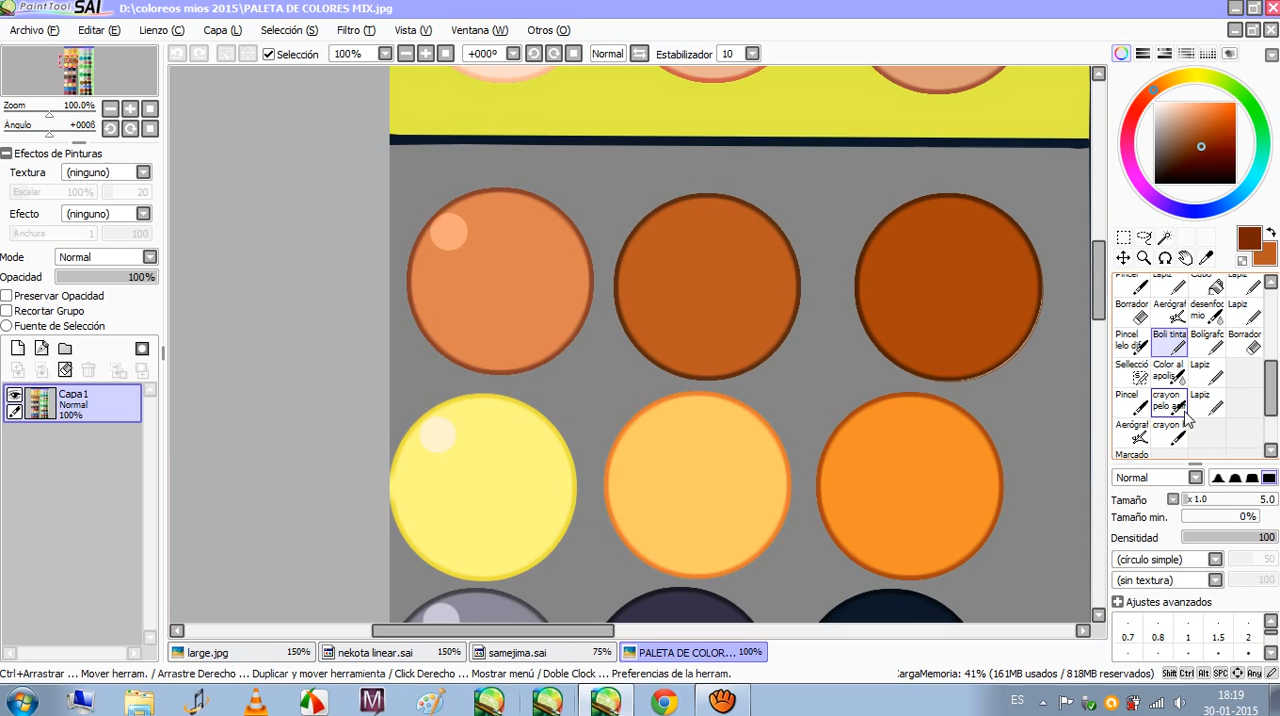 PaintTool SAI D:\coloreos mios 2015\PALETA DE COLORES MIX.jpg
Archivo (F) Editar (E) Lienzo (C) Capa (L) Selección (S) Filtro (T) Vista (V) Ventana (W) Otros (O)
Selección 100% +000º Normal Estabilizador 10
Zoom 100.0%
Ángulo +000ß
Efectos de Pinturas
Textura (ninguno)
Escalar 100% 20
Efecto (ninguno)
Anchura 1 100
Mode Normal
Opacidad 100%
Preservar Opacidad
Recortar Grupo
Fuente de Selección
Capa1
Normal
100%
Pincel Lapiz Cubo Lapiz
Borrador Aerógraf desenfoc mio Lapiz
Pincel lelo dif Boli tinta Bolígrafo Borrador
Sellecció Color al apolis Lapiz
Pincel crayon pelo Lapiz
Aerógraf crayon
Marcado
Normal
Tamaño x 1.0 5.0
Tamaño min. 0%
Densitidad 100
(círculo simple) 50
(sin textura) 100
Ajustes avanzados
0.7 0.8 1 1.5 2
large.jpg 150% nekota linear.sai 150% samejima.sai 75% PALETA DE COLOR... 100%
Ctrl+Arrastrar ... Mover herram. / Arrastre Derecho ... Duplicar y mover herramienta / Click Derecho ... Mostrar menú / Doble Clock ... Preferencias de la herram.
:argaMemoria: 41% (161MB usados / 818MB reservados) Shift Ctrl Alt SPC Any
ES 18:19
30-01-2015